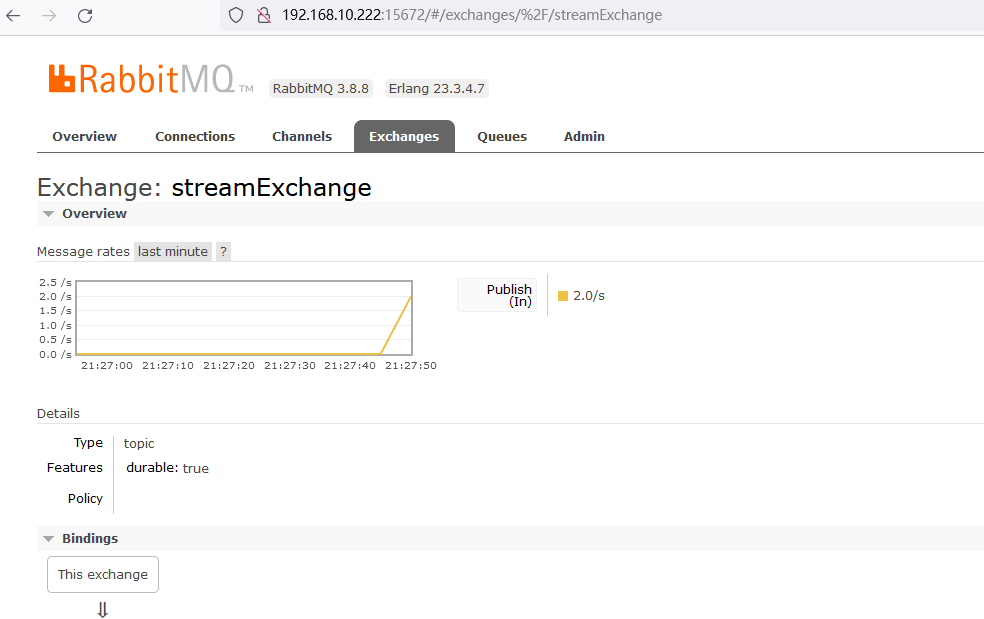 192.168.10.222:15672/#/exchanges/%2F/streamExchange
RabbitMQ TM RabbitMQ 3.8.8 Erlang 23.3.4.7
Overview Connections Channels Exchanges Queues Admin
Exchange: streamExchange
Overview
Message rates last minute ?
2.5 /s
2.0 /s
1.5 /s
1.0 /s
0.5 /s
0.0 /s
21:27:00 21:27:10 21:27:20 21:27:30 21:27:40 21:27:50
Publish
(In)
2.0/s
Details
Type topic
Features durable: true
Policy
Bindings
This exchange
⇓